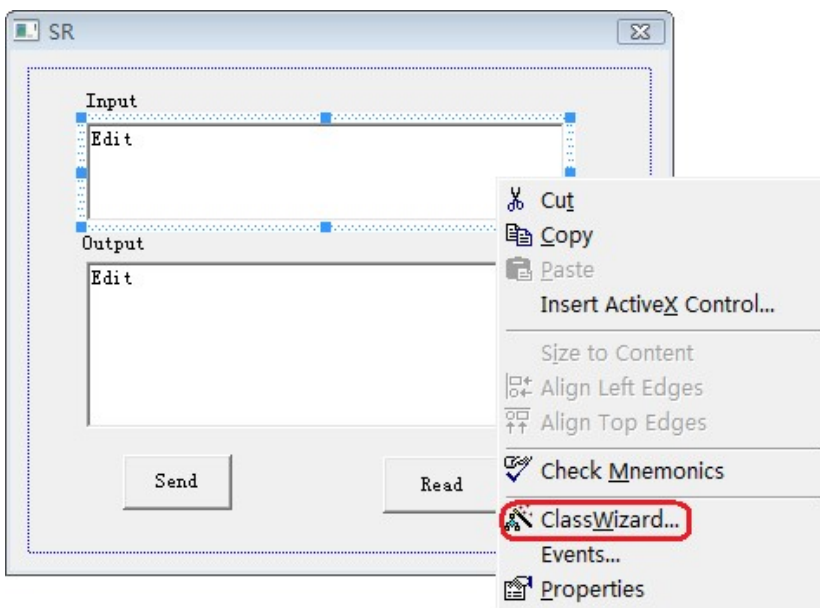 SR
Input
Edit
Output
Edit
Send
Read
Cut
Copy
Paste
Insert ActiveX Control...
Size to Content
Align Left Edges
Align Top Edges
Check Mnemonics
ClassWizard...
Events...
Properties